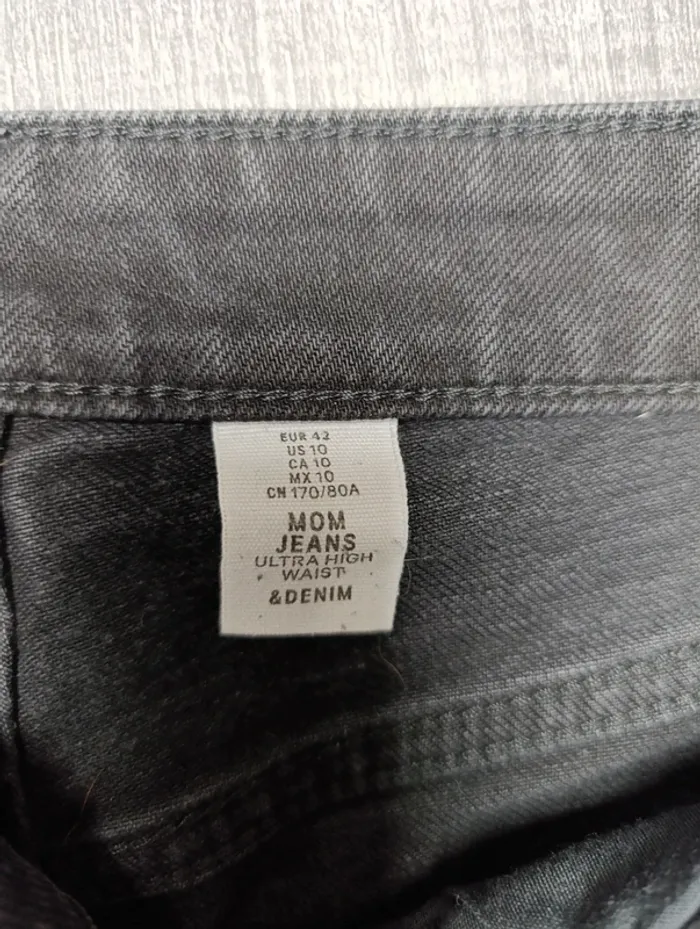 EUR 42
US 10
CA 10
MX 10
CN 170/80A
MOM
JEANS
ULTRA HIGH
WAIST
&DENIM